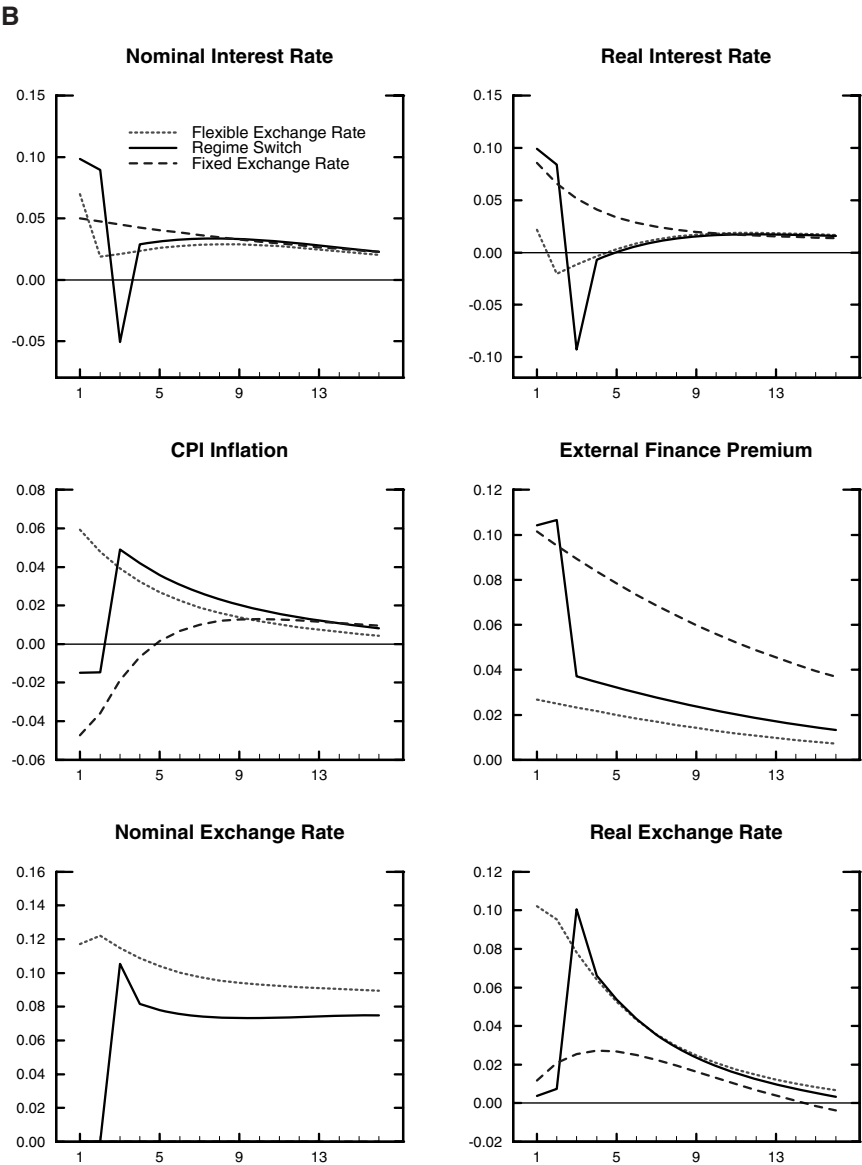 B
Nominal Interest Rate
Real Interest Rate
0.15
0.10
0.05
0.00
-0.05
Flexible Exchange Rate
Regime Switch
Fixed Exchange Rate
1 5 9 13
0.15
0.10
0.05
0.00
-0.05
-0.10
1 5 9 13
CPI Inflation
External Finance Premium
0.08
0.06
0.04
0.02
0.00
-0.02
-0.04
-0.06
1 5 9 13
0.12
0.10
0.08
0.06
0.04
0.02
0.00
1 5 9 13
Nominal Exchange Rate
Real Exchange Rate
0.16
0.14
0.12
0.10
0.08
0.06
0.04
0.02
0.00
1 5 9 13
0.12
0.10
0.08
0.06
0.04
0.02
0.00
-0.02
1 5 9 13